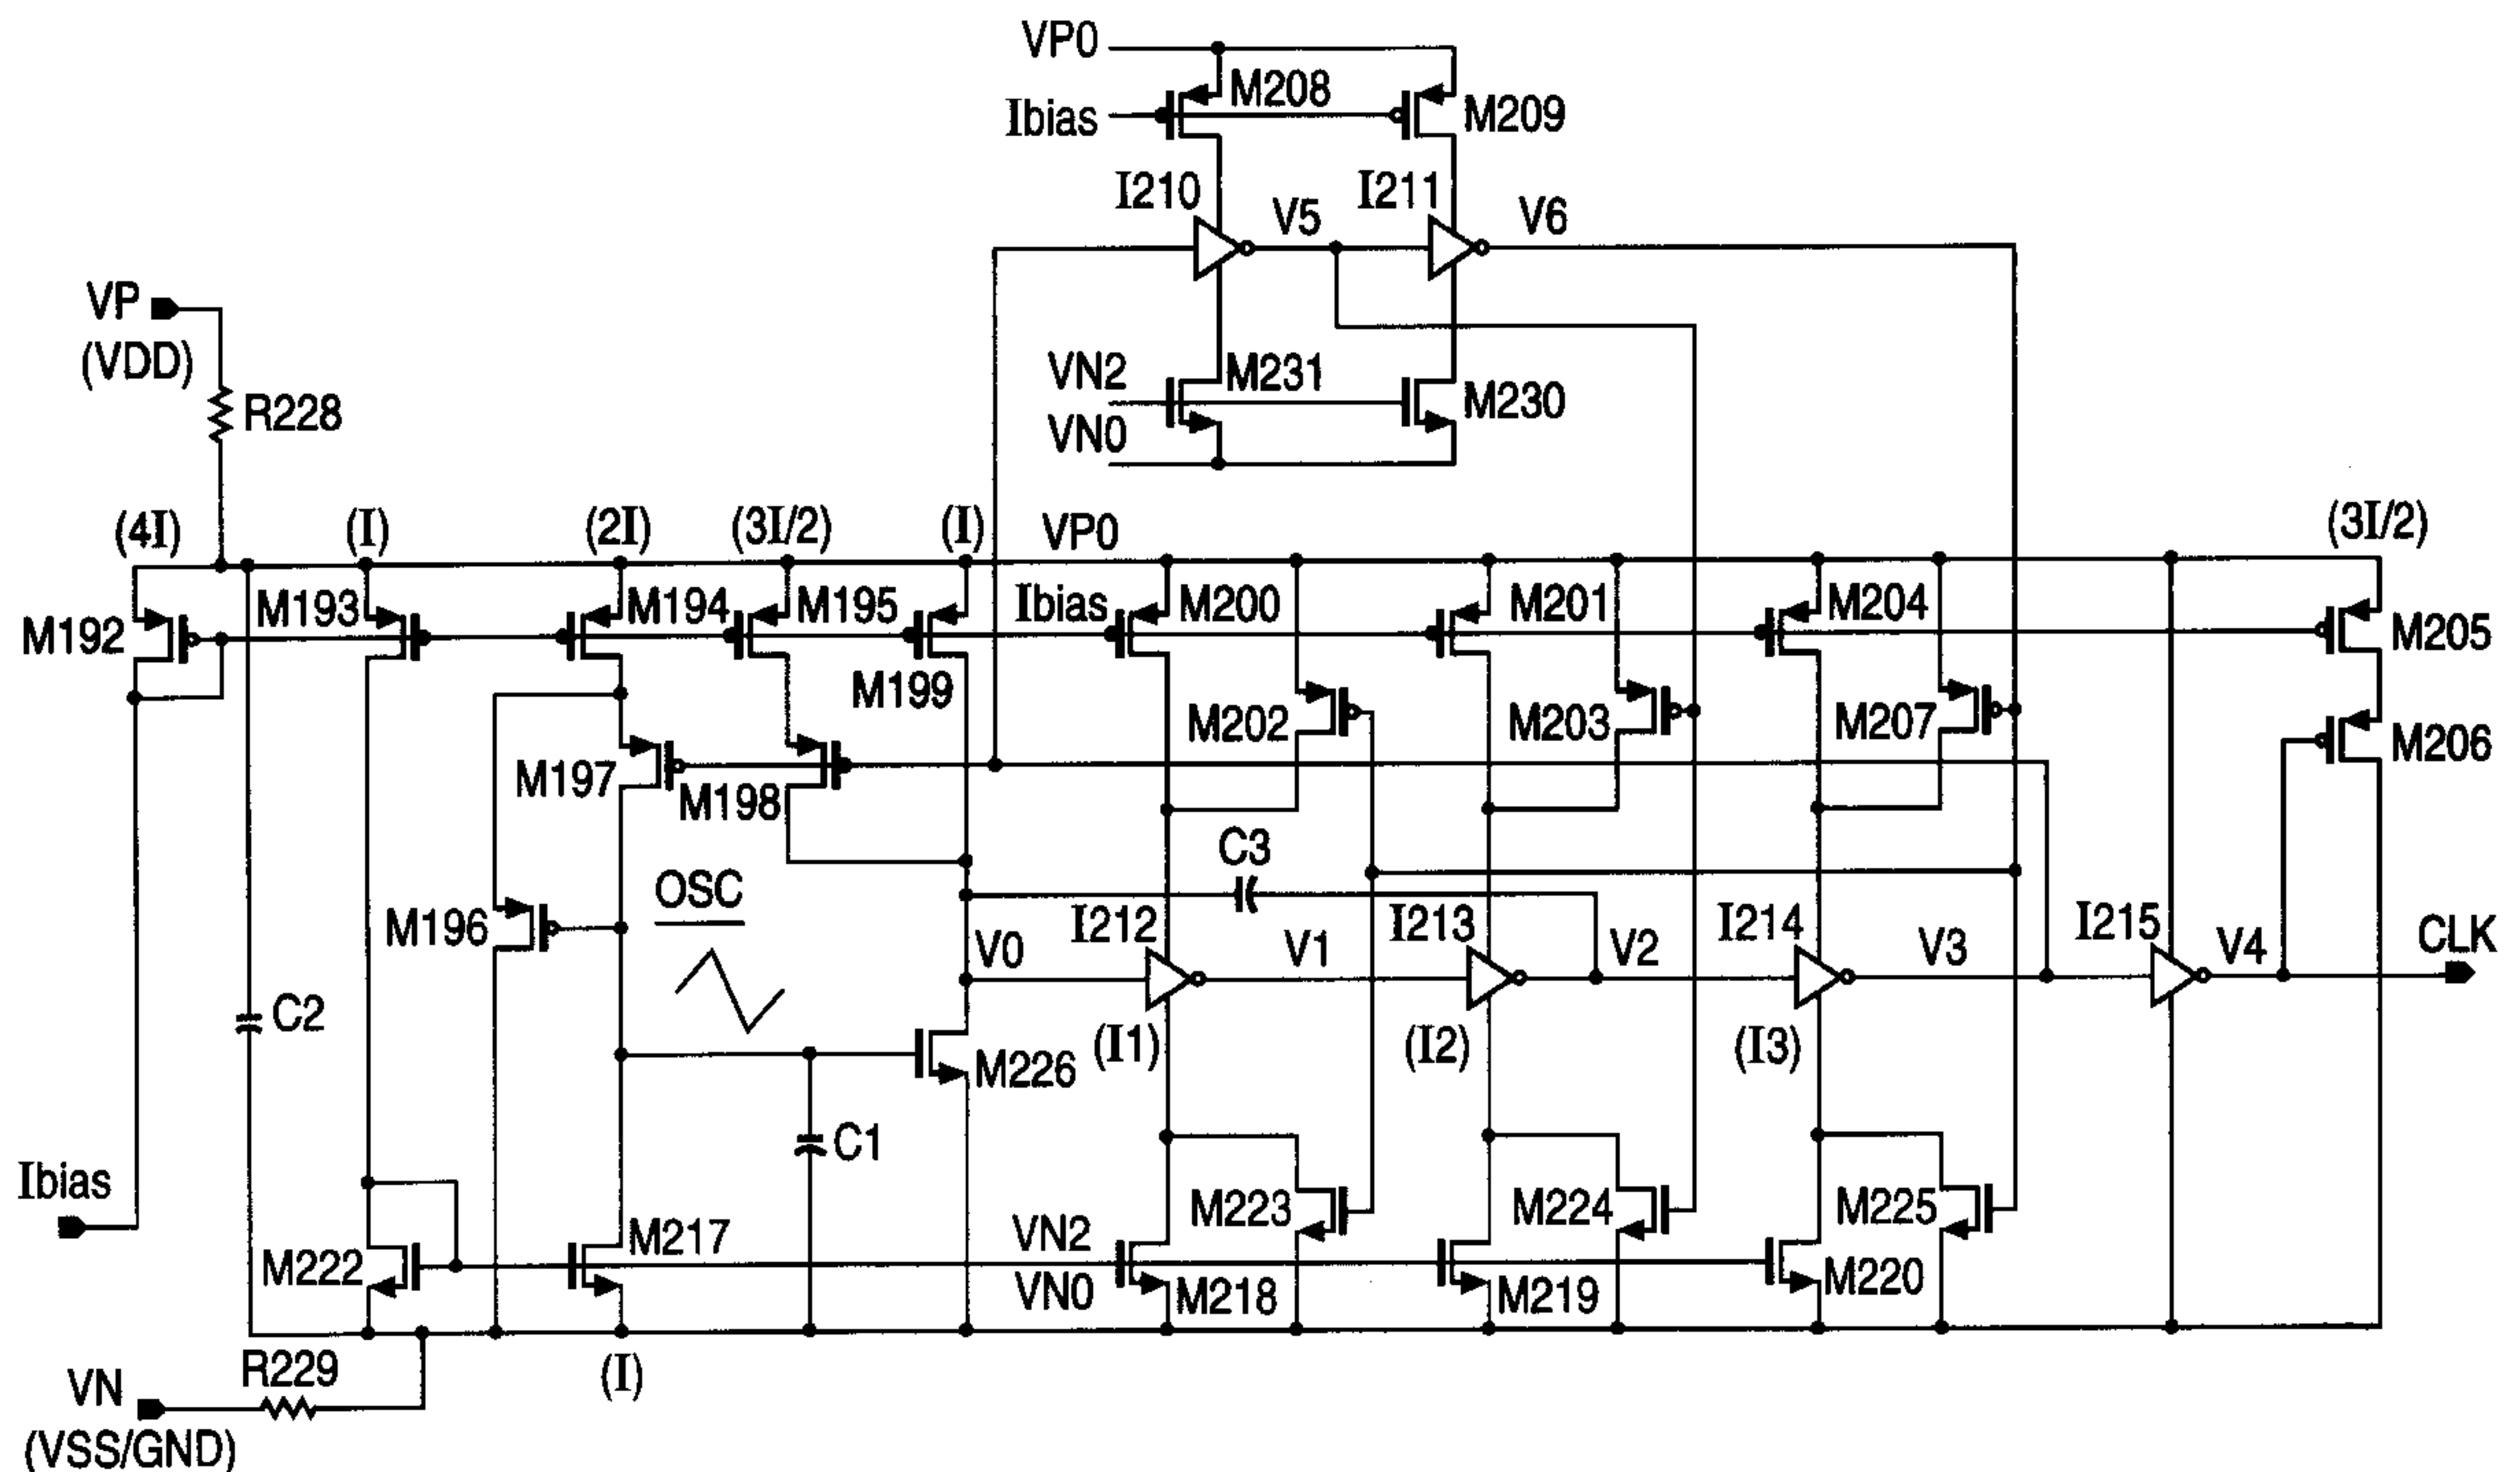 VP0
M208
Ibias
M209
I210
V5
I211
V6
VP
(VDD)
R228
VN2
M231
VN0
M230
(4I)
(I)
(2I)
(3I/2)
(I)
VP0
(3I/2)
M192
M193
M194
M195
Ibias
M200
M201
M204
M205
M199
M202
M203
M207
M206
M197
M198
C3
OSC
M196
V0
I212
V1
I213
V2
I214
V3
I215
V4
CLK
C2
(I1)
(I2)
(I3)
M226
C1
Ibias
M223
M224
M225
M222
M217
VN2
VN0
M218
M219
M220
R229
(I)
VN
(VSS/GND)